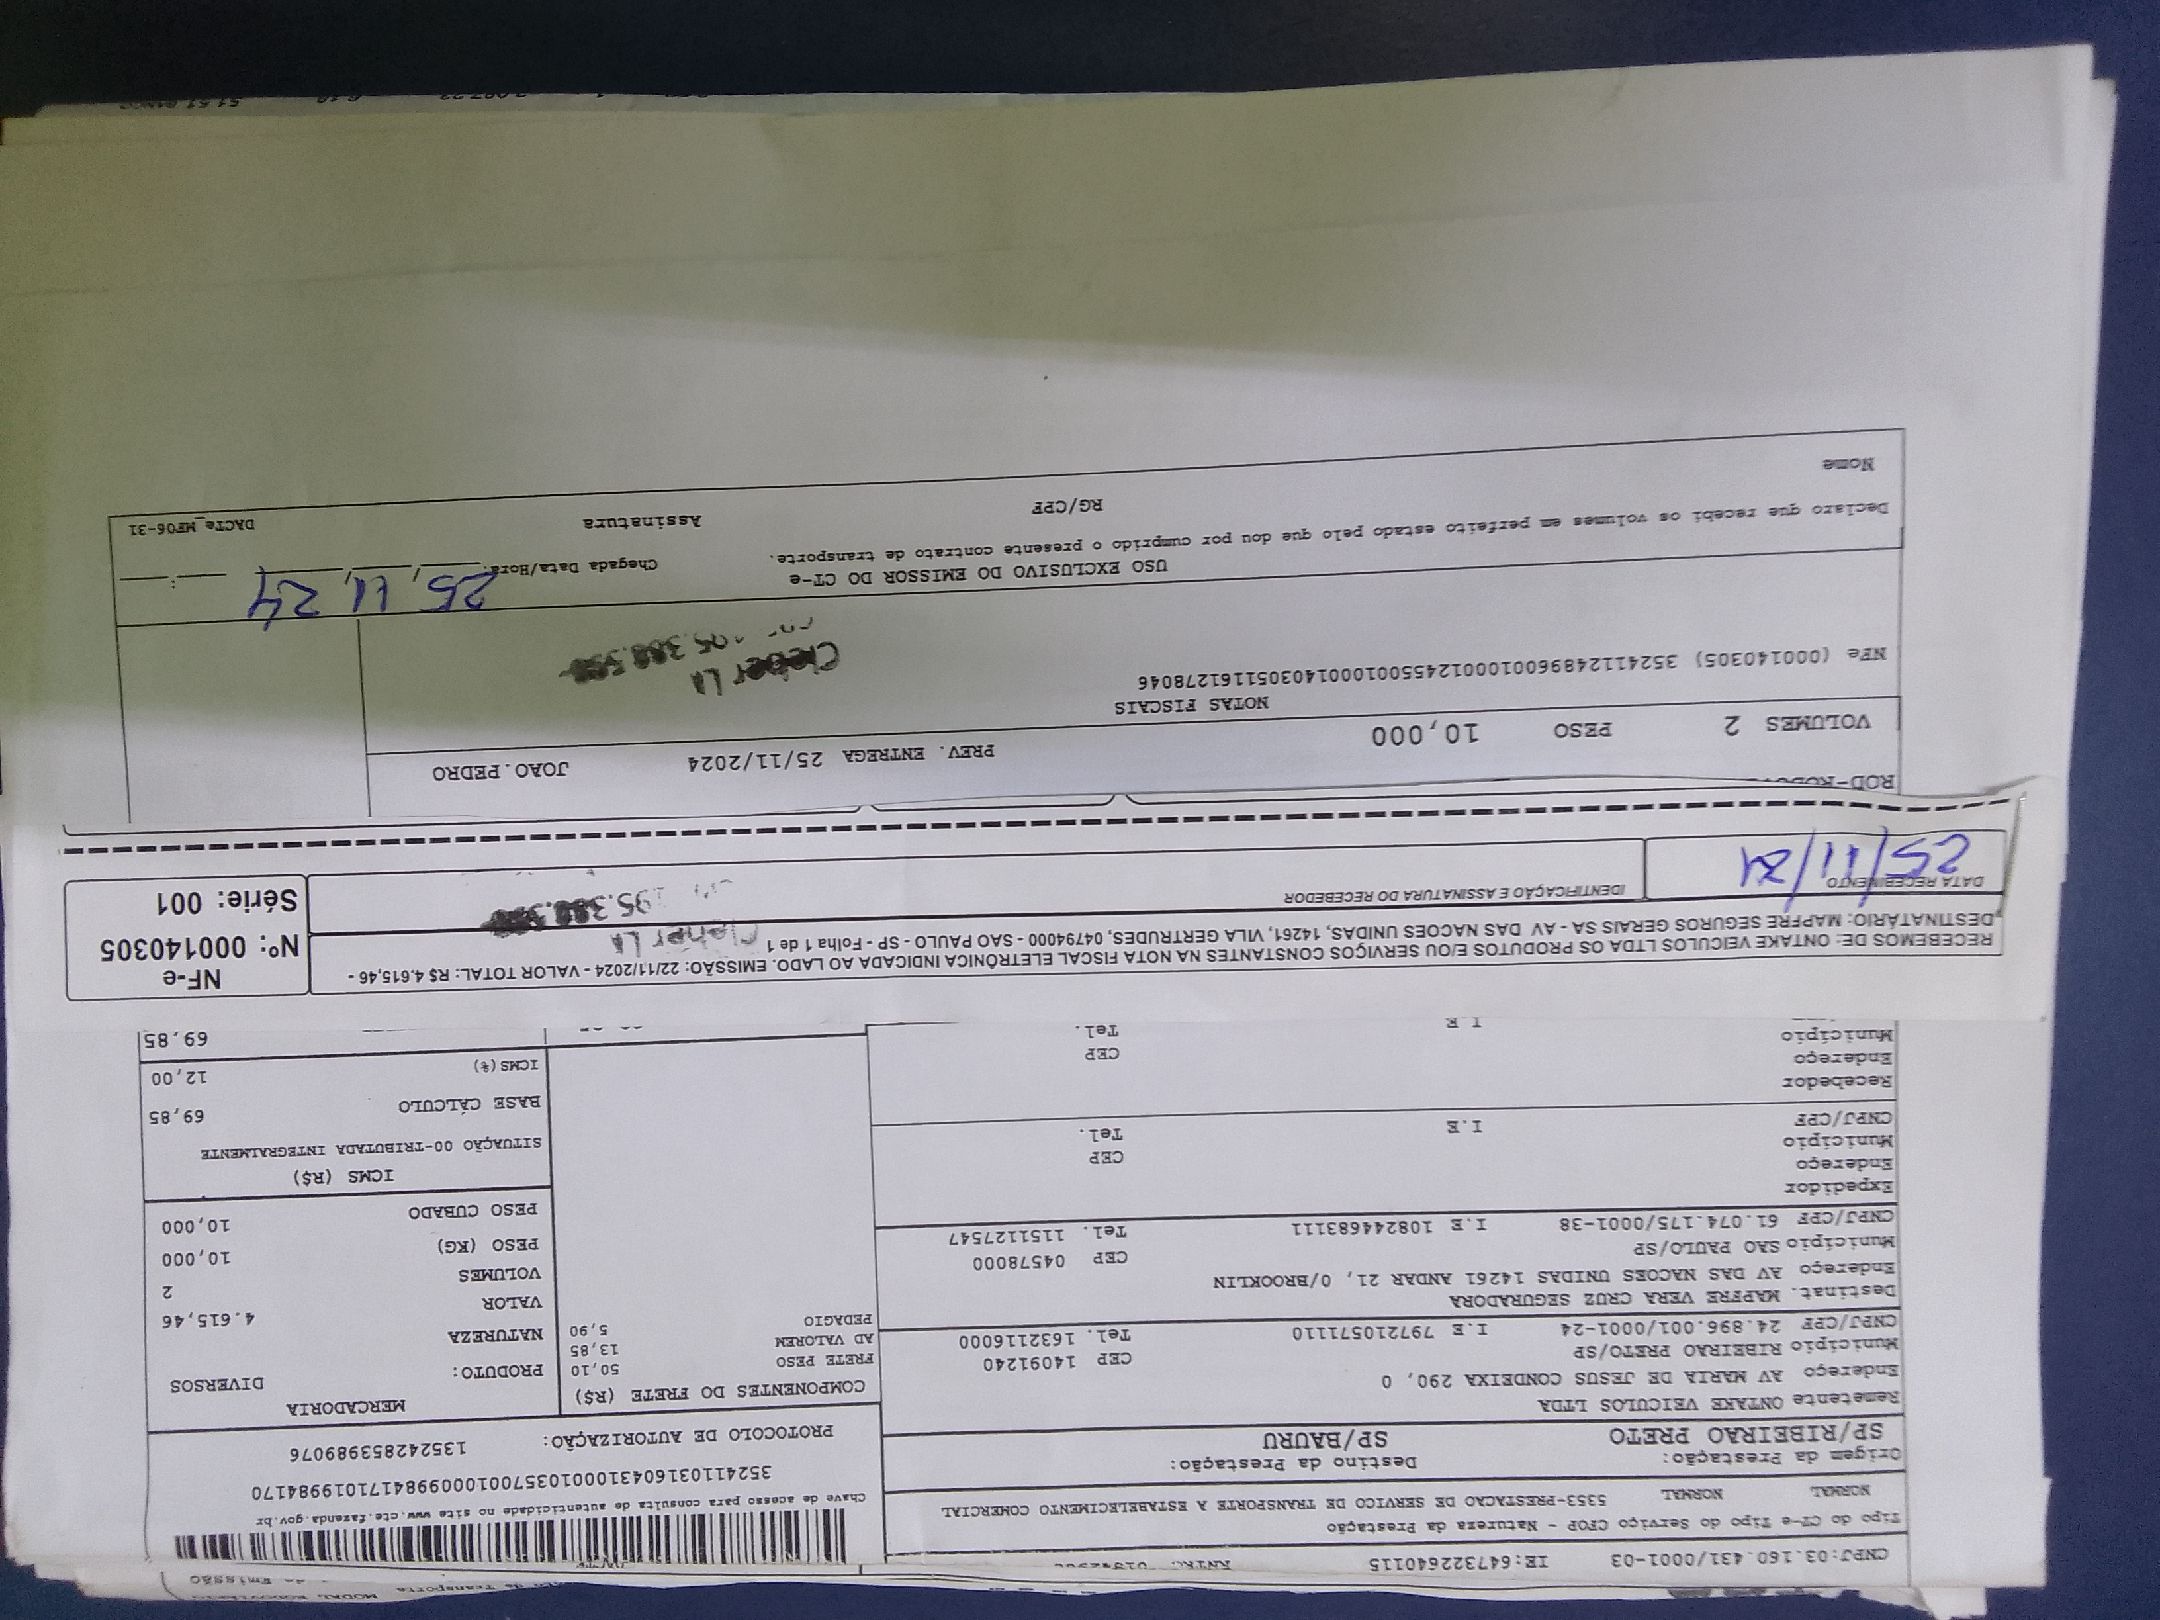 CNPJ:03.160.431/0001-03 IE:647322640115
Tipo do CT-e Tipo do Serviço CFOP - Natureza da Prestação
NORMAL NORMAL 5353-PRESTACAO DE SERVICO DE TRANSPORTE A ESTABELECIMENTO COMERCIAL
Origem da Prestação: Destino da Prestação:
SP/RIBEIRAO PRETO SP/BAURU
Chave de acesso para consulta de autenticidade no site www.cte.fazenda.gov.br
35241103160431000103570010009984171019984170
PROTOCOLO DE AUTORIZAÇÃO: 135242853989076
Remetente ONTAKE VEICULOS LTDA
Endereço AV MARIA DE JESUS CONDEIXA 290, 0
Município RIBEIRAO PRETO/SP CEP 14091240
CNPJ/CPF 24.896.001/0001-24 I.E 797210571110 Tel. 1632116000
Destinat. MAPFRE VERA CRUZ SEGURADORA
Endereço AV DAS NACOES UNIDAS 14261 ANDAR 21, 0/BROOKLIN
Município SAO PAULO/SP CEP 04578000
CNPJ/CPF 61.074.175/0001-38 I.E 108244683111 Tel. 1151127547
Expedidor
Endereço
Município CEP
CNPJ/CPF I.E Tel.
Recebedor
Endereço
Município CEP
I.E Tel.
COMPONENTES DO FRETE (R$)
FRETE PESO 50,10
AD VALOREM 13,85
PEDAGIO 5,90
MERCADORIA
PRODUTO: DIVERSOS
NATUREZA
VALOR 4.615,46
VOLUMES 2
PESO (KG) 10,000
PESO CUBADO 10,000
ICMS (R$)
SITUAÇÃO 00-TRIBUTADA INTEGRALMENTE
BASE CÁLCULO 69,85
ICMS(%) 12,00
69,85
RECEBEMOS DE: ONTAKE VEICULOS LTDA OS PRODUTOS E/OU SERVIÇOS CONSTANTES NA NOTA FISCAL ELETRÔNICA INDICADA AO LADO. EMISSÃO: 22/11/2024 - VALOR TOTAL: R$ 4.615,46 -
DESTINATÁRIO: MAPFRE SEGUROS GERAIS SA - AV DAS NACOES UNIDAS, 14261, VILA GERTRUDES, 04794000 - SAO PAULO - SP - Folha 1 de 1
DATA RECEBIMENTO
25/11/24
IDENTIFICAÇÃO E ASSINATURA DO RECEBEDOR
NF-e
Nº: 000140305
Série: 001
PREV. ENTREGA 25/11/2024 JOAO.PEDRO
VOLUMES 2 PESO 10,000
NOTAS FISCAIS
NFe (000140305) 35241124896001000124550010001403051161278046
Cleber
USO EXCLUSIVO DO EMISSOR DO CT-e
Declaro que recebi os volumes em perfeito estado pelo que dou por cumprido o presente contrato de transporte.
Chegada Data/Hora: 25, 11, 24
Nome RG/CPF Assinatura DACTe_MF06-31